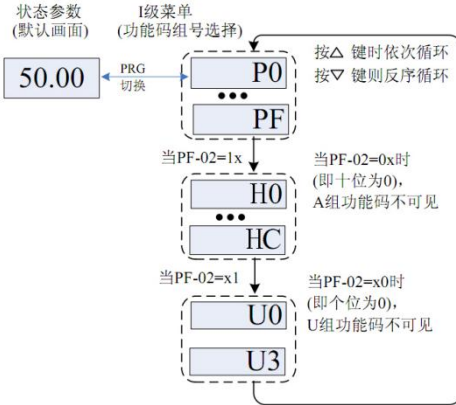 状态参数
(默认画面)
I级菜单
(功能码组号选择)
50.00
PRG
切换
P0
•••
PF
按△ 键时依次循环
按▽ 键则反序循环
当PF-02=1x
H0
•••
HC
当PF-02=0x时
(即十位为0),
A组功能码不可见
当PF-02=x1
U0
U3
当PF-02=x0时
(即个位为0),
U组功能码不可见